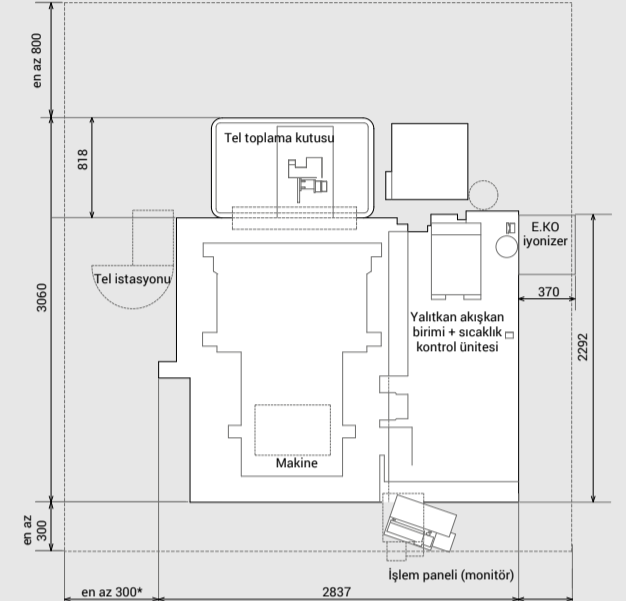 en az 800
Tel toplama kutusu
818
E.KO
iyonizer
Tel istasyonu
370
3060
Yalıtkan akışkan
birimi + sıcaklık
kontrol ünitesi
2292
Makine
en az
300
İşlem paneli (monitör)
en az 300*
2837